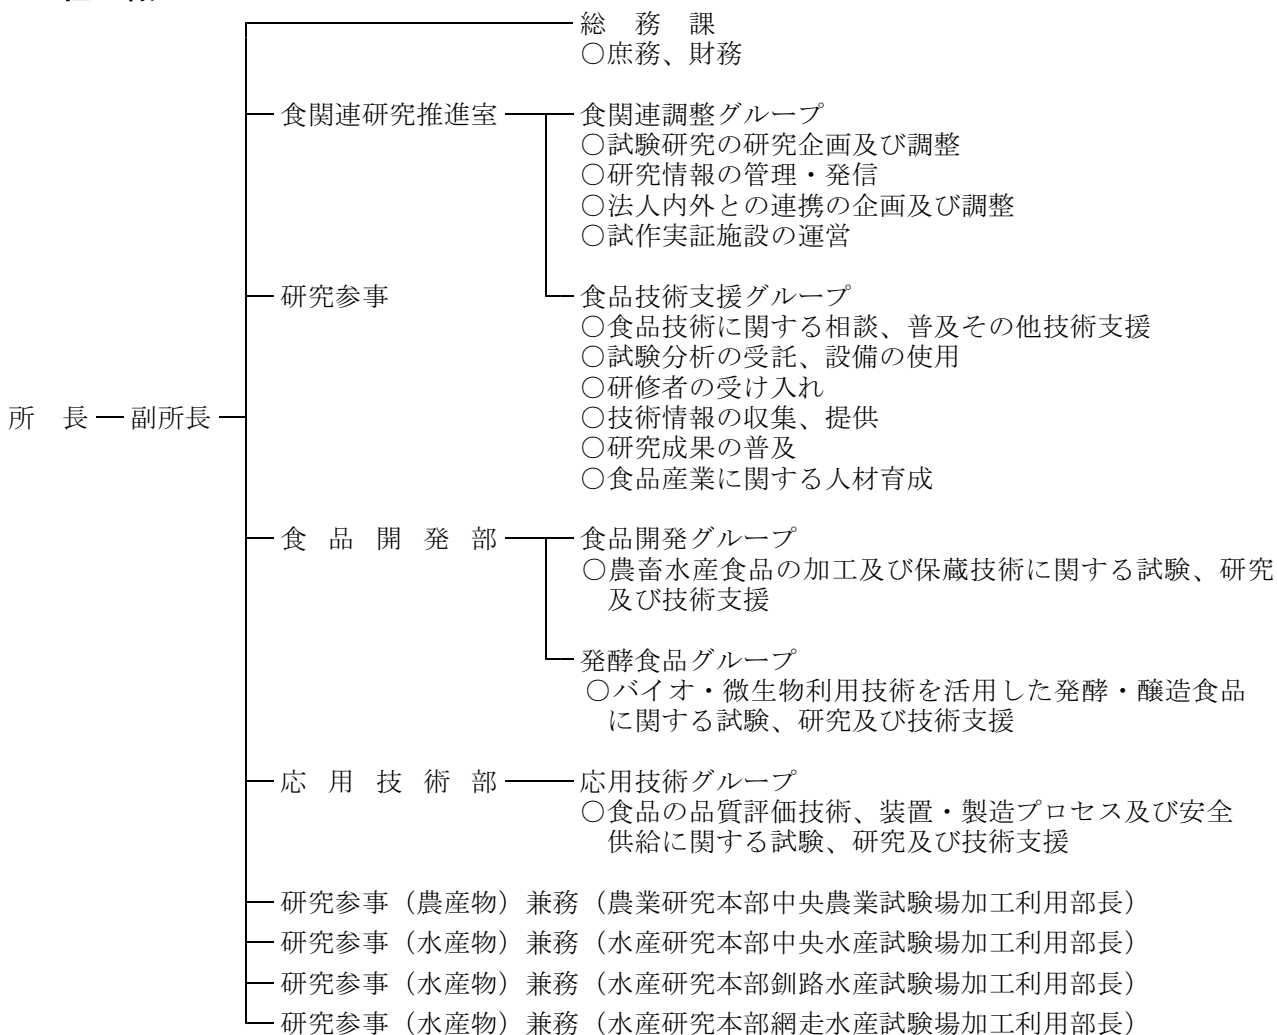 総　務　課
○庶務、財務
食関連研究推進室
食関連調整グループ
○試験研究の研究企画及び調整
○研究情報の管理・発信
○法人内外との連携の企画及び調整
○試作実証施設の運営
研究参事
食品技術支援グループ
○食品技術に関する相談、普及その他技術支援
○試験分析の受託、設備の使用
○研修者の受け入れ
所　長
副所長
○技術情報の収集、提供
○研究成果の普及
○食品産業に関する人材育成
食　品　開　発　部
食品開発グループ
○農畜水産食品の加工及び保蔵技術に関する試験、研究
及び技術支援
発酵食品グループ
○バイオ・微生物利用技術を活用した発酵・醸造食品
に関する試験、研究及び技術支援
応　用　技　術　部
応用技術グループ
○食品の品質評価技術、装置・製造プロセス及び安全
供給に関する試験、研究及び技術支援
研究参事（農産物）兼務（農業研究本部中央農業試験場加工利用部長）
研究参事（水産物）兼務（水産研究本部中央水産試験場加工利用部長）
研究参事（水産物）兼務（水産研究本部釧路水産試験場加工利用部長）
研究参事（水産物）兼務（水産研究本部網走水産試験場加工利用部長）